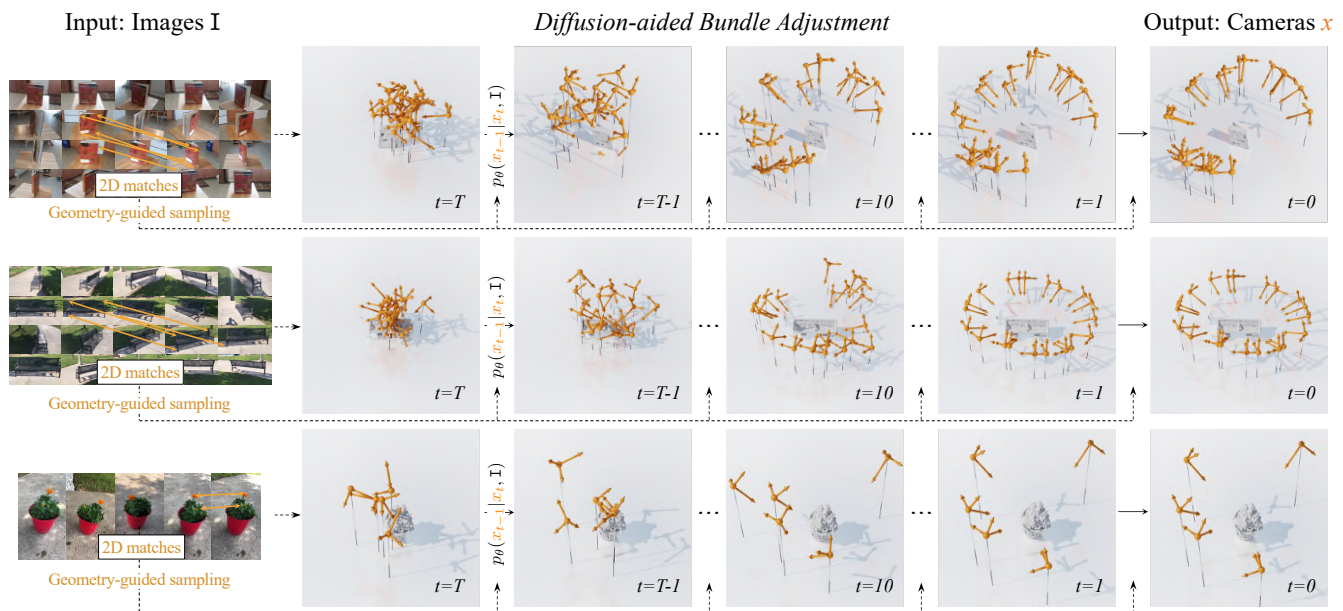 Input: Images I
Diffusion-aided Bundle Adjustment
Output: Cameras x
2D matches
Geometry-guided sampling
t=T
pθ(xt−1|xt, I)
t=T-1
...
t=10
...
t=1
t=0
2D matches
Geometry-guided sampling
t=T
pθ(xt−1|xt, I)
t=T-1
...
t=10
...
t=1
t=0
2D matches
Geometry-guided sampling
t=T
pθ(xt−1|xt, I)
t=T-1
...
t=10
...
t=1
t=0